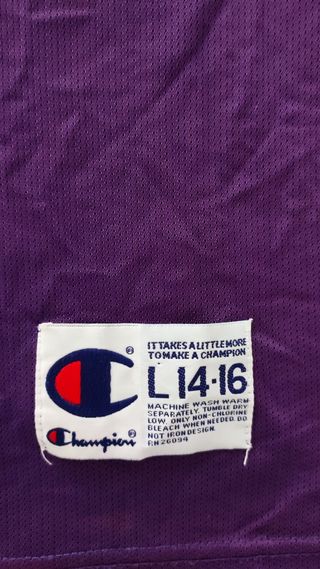 IT TAKES A LITTLE MORE
TO MAKE A CHAMPION
®
L 14-16
MACHINE WASH WARM
SEPARATELY, TUMBLE DRY
LOW, ONLY NON-CHLORINE
BLEACH WHEN NEEDED. DO
NOT IRON DESIGN.
RN 26094
Champion®